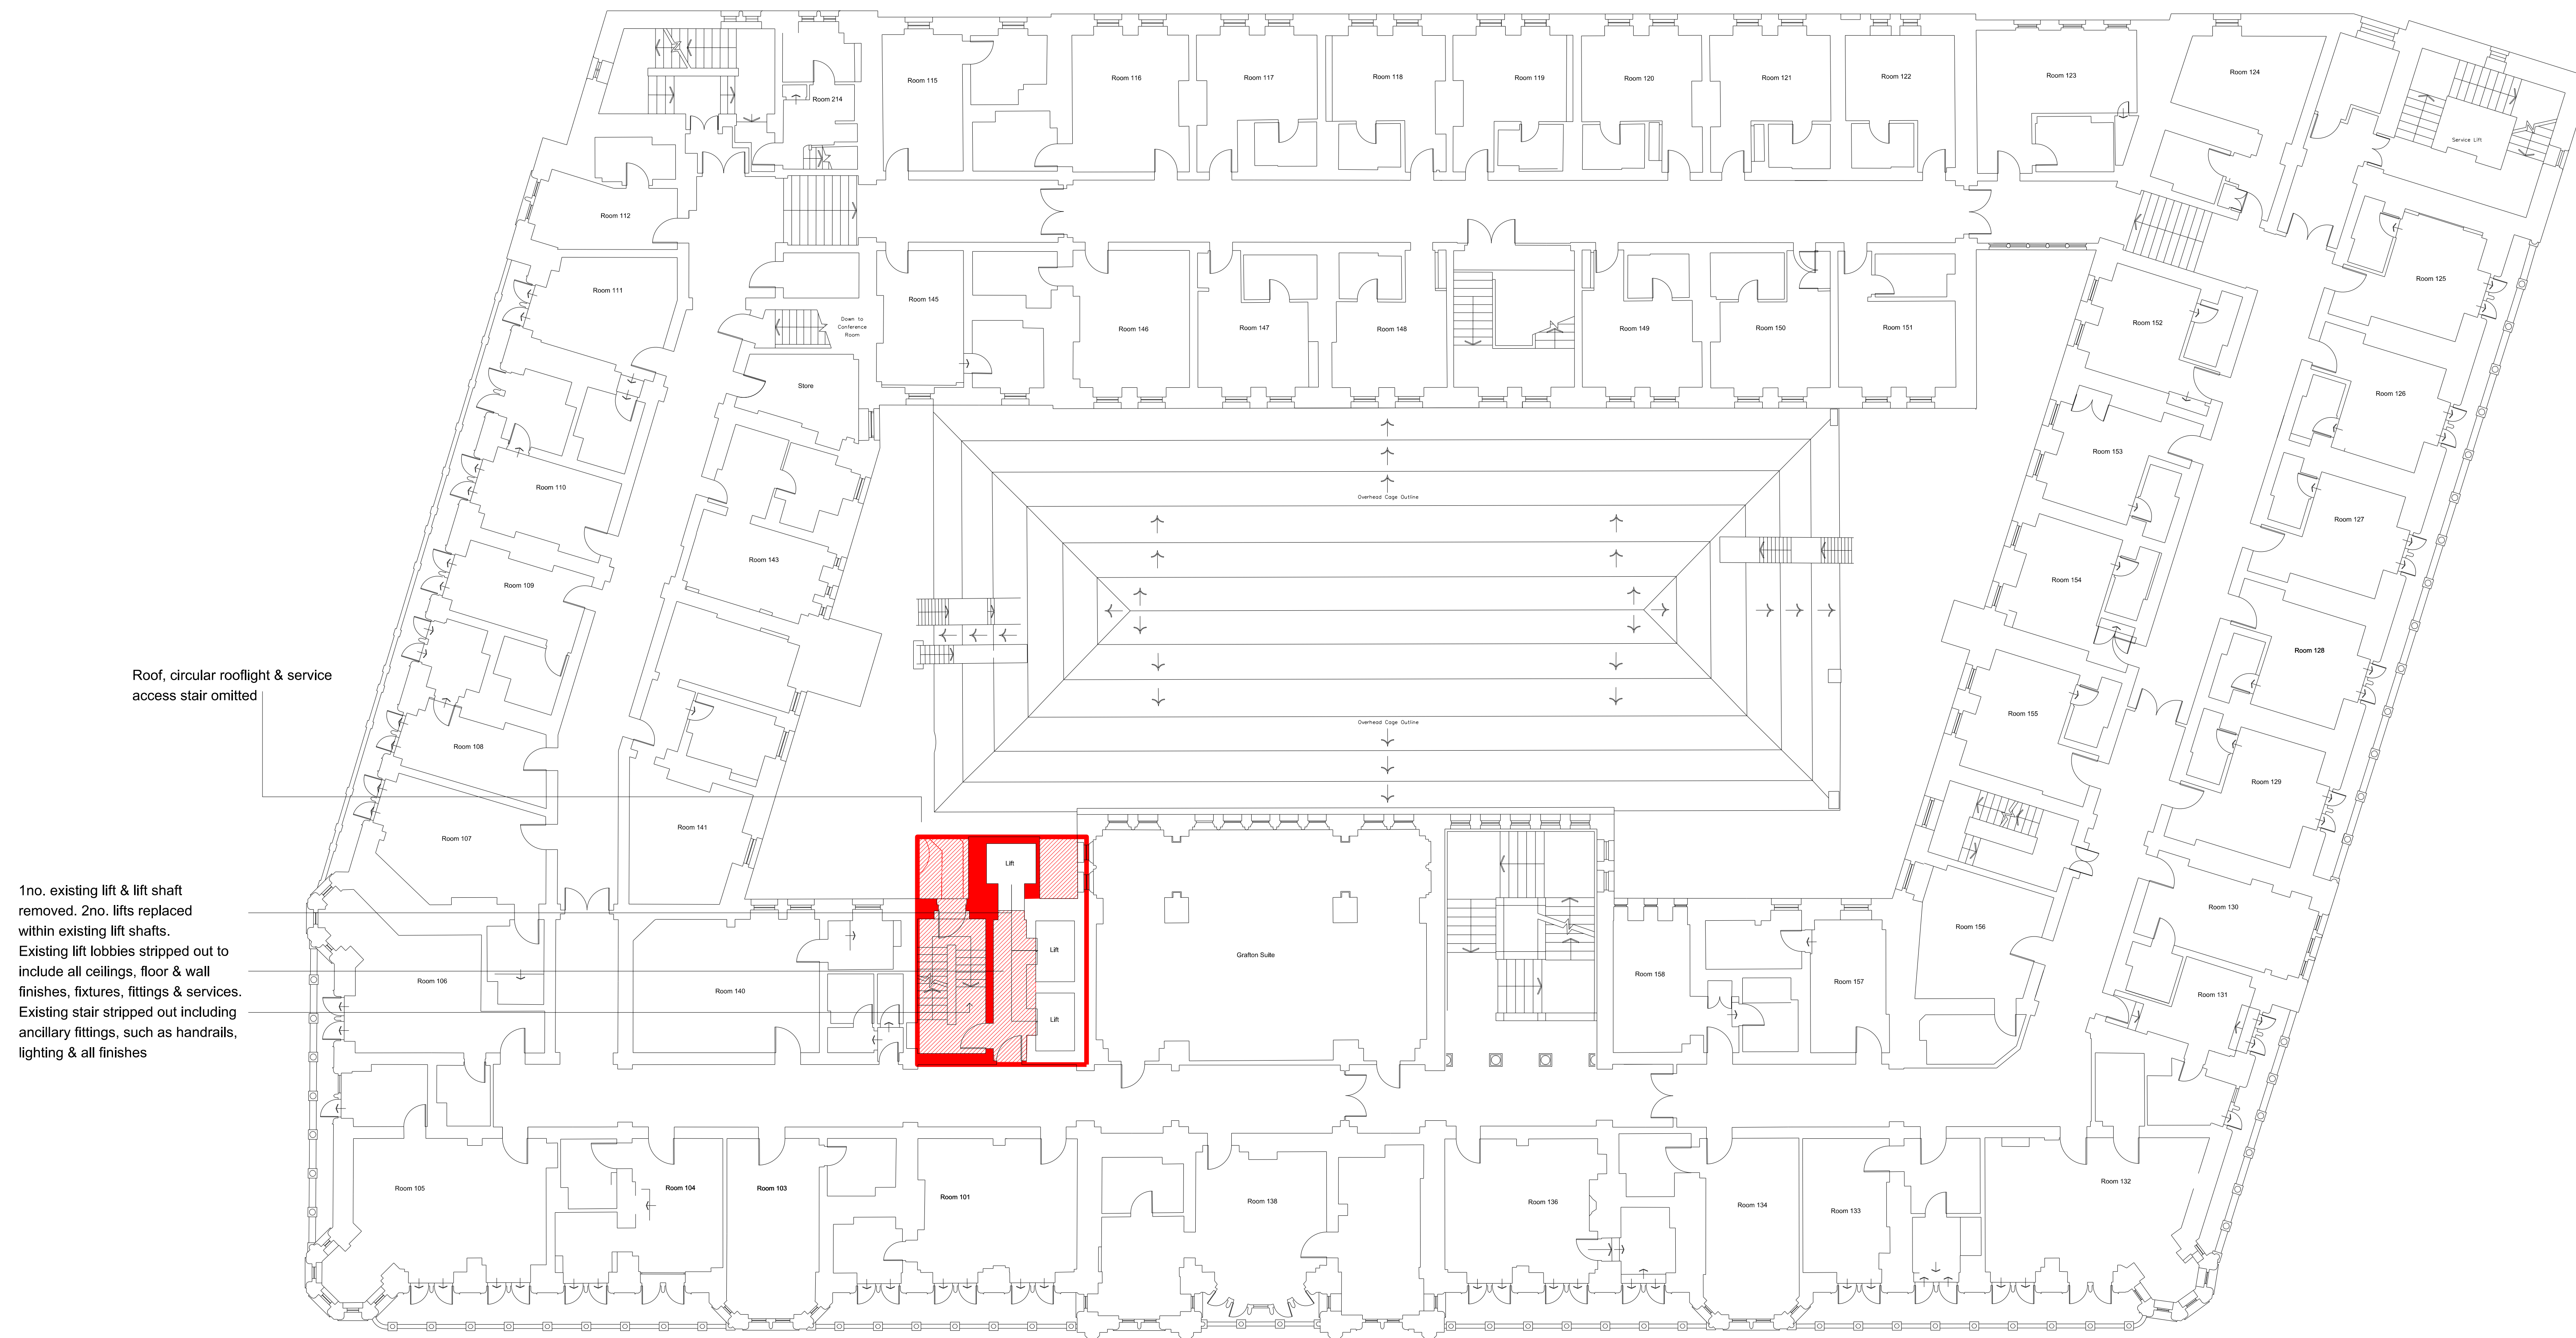 Room 115
Room 116
Room 117
Room 118
Room 119
Room 120
Room 121
Room 122
Room 123
Room 124
Room 214
Service Lift
Room 112
Room 111
Room 145
Down to
Conference
Room
Room 146
Room 147
Room 148
Room 149
Room 150
Room 151
Room 152
Room 125
Store
Room 126
Room 153
Room 110
Overhead Cage Outline
Room 127
Room 143
Room 109
Room 154
Room 128
Roof, circular rooflight & service
access stair omitted
Room 155
Overhead Cage Outline
Room 108
Room 129
Room 107
Room 141
Lift
1no. existing lift & lift shaft
removed. 2no. lifts replaced
within existing lift shafts.
Existing lift lobbies stripped out to
include all ceilings, floor & wall
finishes, fixtures, fittings & services.
Existing stair stripped out including
ancillary fittings, such as handrails,
lighting & all finishes
Room 130
Room 156
Lift
Grafton Suite
Room 106
Room 140
Room 158
Room 157
Room 131
Lift
Room 105
Room 104
Room 103
Room 101
Room 138
Room 136
Room 134
Room 133
Room 132